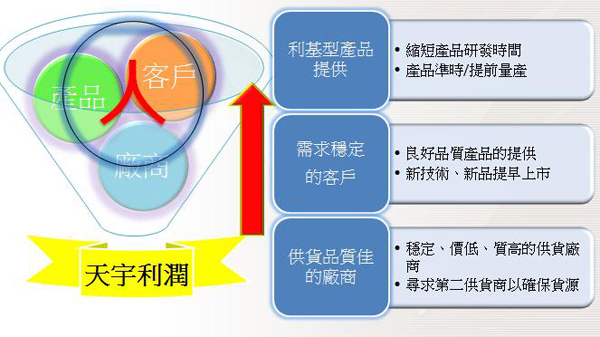 產品
客戶
人
廠商
天宇利潤
利基型產品
提供
• 縮短產品研發時間
• 產品準時/提前量產
需求穩定
的客戶
• 良好品質產品的提供
• 新技術、新品提早上市
供貨品質佳
的廠商
• 穩定、價低、質高的供貨廠
商
• 尋求第二供貨商以確保貨源